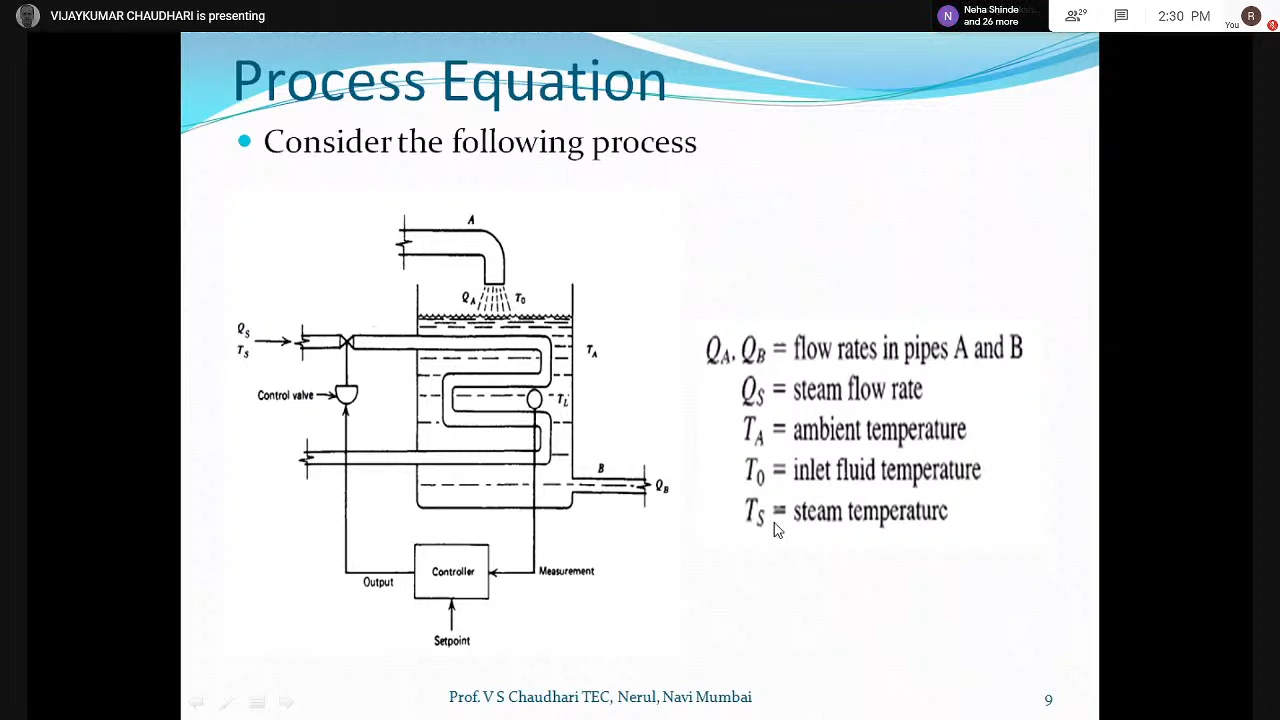 VIJAYKUMAR CHAUDHARI is presenting
N
Neha Shinde
and 26 more
29
2:30 PM
You
R
Process Equation
Consider the following process
A
Q_A
T_0
Q_S
T_S
T_A
Control valve
T_L
B
Q_B
Controller
Measurement
Output
Setpoint
Q_A, Q_B = flow rates in pipes A and B
Q_S = steam flow rate
T_A = ambient temperature
T_0 = inlet fluid temperature
T_S = steam temperature
Prof. V S Chaudhari TEC, Nerul, Navi Mumbai
9